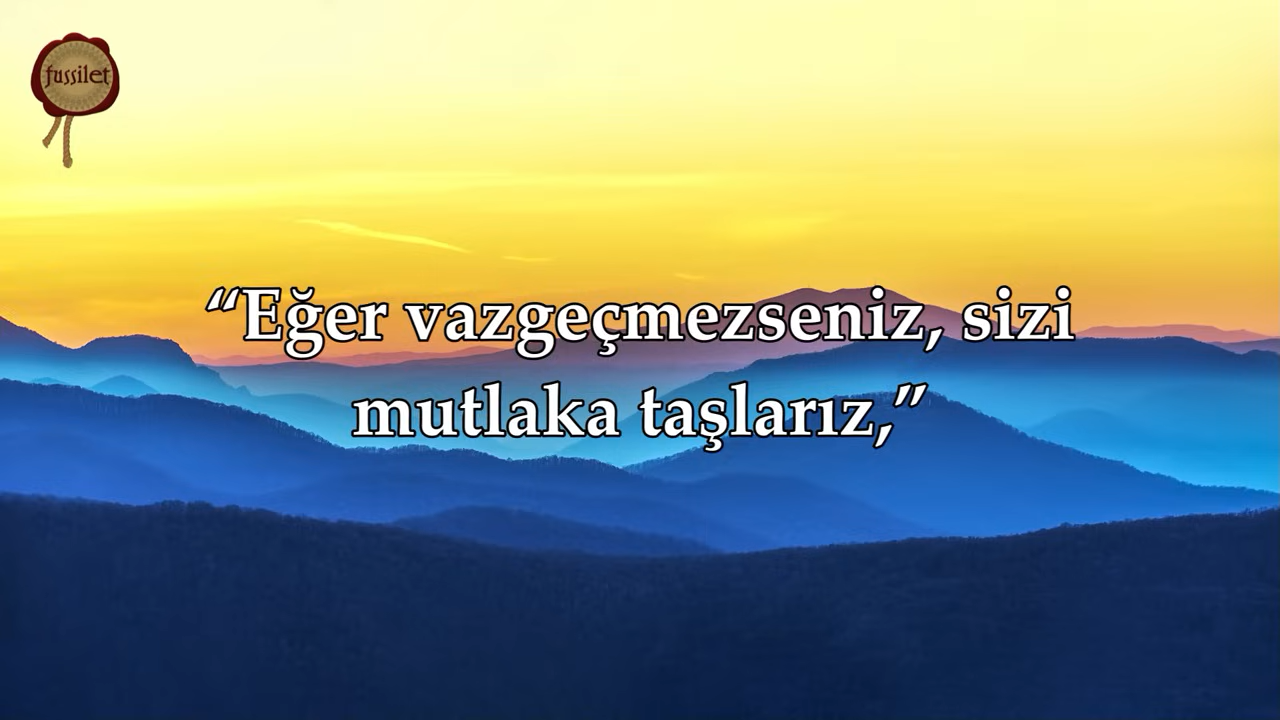 fussilet
“Eğer vazgeçmezseniz, sizi
mutlaka taşlarız,”